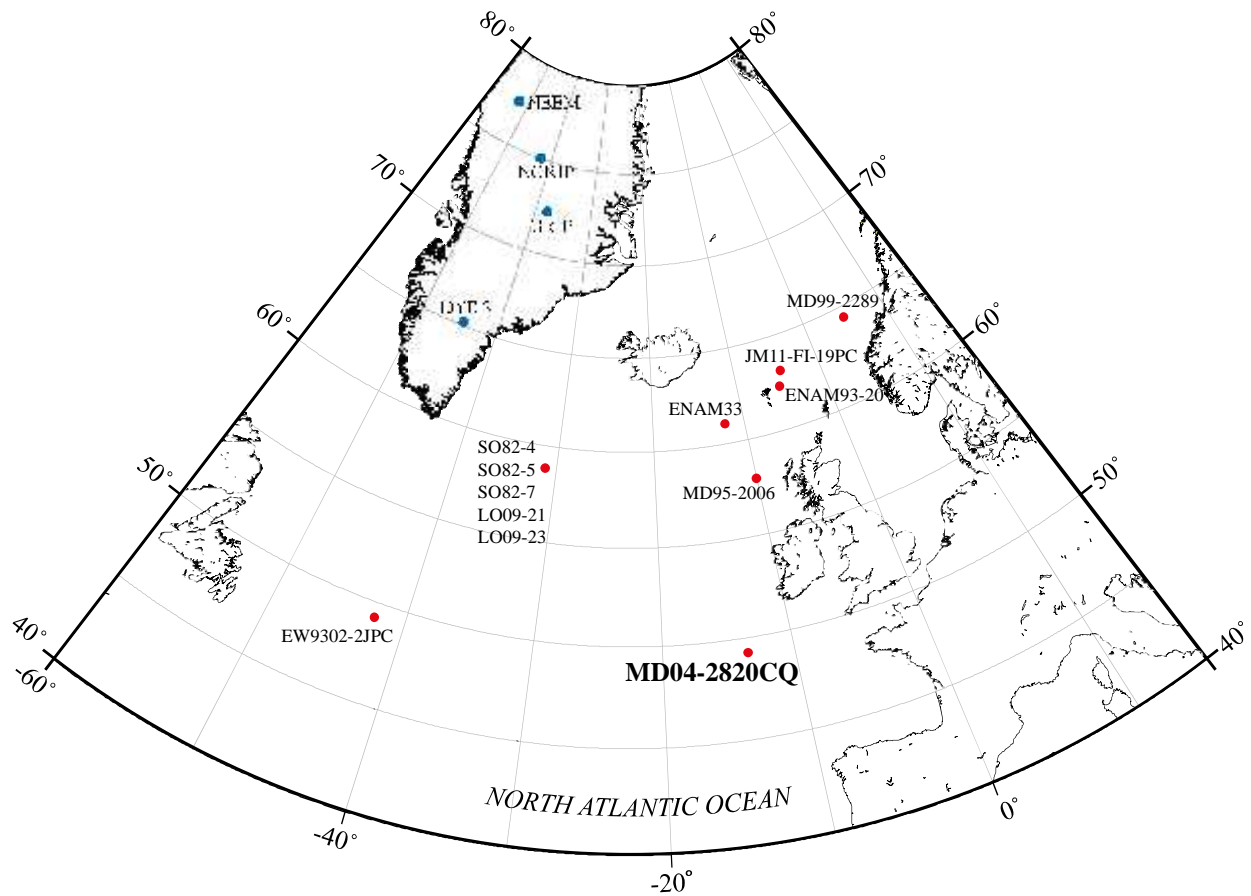 80°
80°
NEEM
NGRIP
70°
70°
MD99-2289
60°
60°
JM11-FI-19PC
ENAM93-20
ENAM33
SO82-4
SO82-5
SO82-7
LO09-21
LO09-23
50°
50°
MD95-2006
EW9302-2JPC
MD04-2820CQ
40°
40°
-60°
NORTH ATLANTIC OCEAN
-40°
-20°
0°